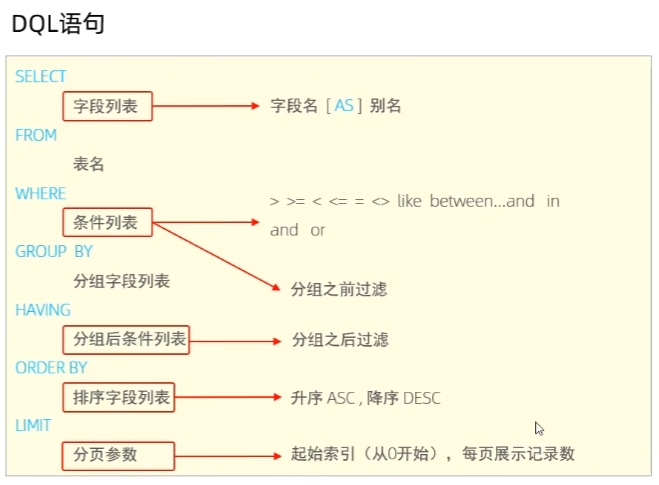 DQL语句
SELECT
字段列表 字段名 [ AS ] 别名
FROM
表名
WHERE
> >= < <= = <> like between...and in
条件列表
and or
GROUP BY
分组字段列表 分组之前过滤
HAVING
分组后条件列表 分组之后过滤
ORDER BY
排序字段列表 升序 ASC , 降序 DESC
LIMIT
分页参数 起始索引（从0开始），每页展示记录数